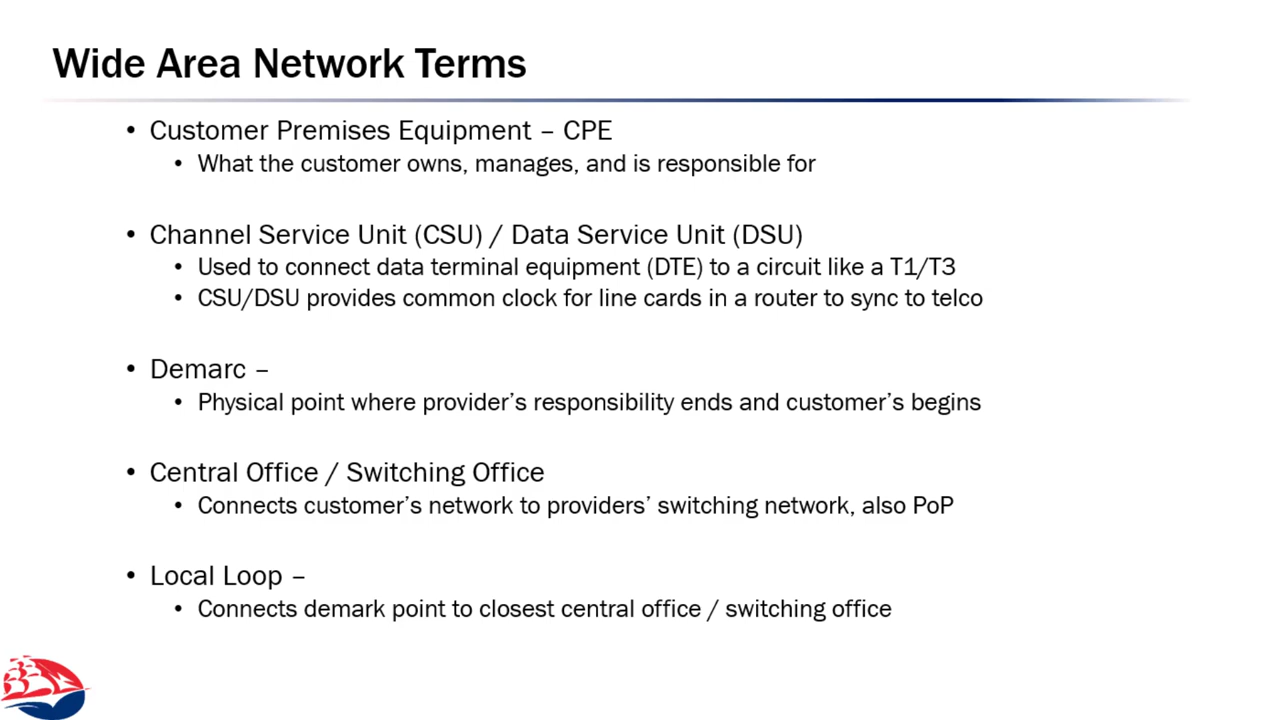 Wide Area Network Terms
• Customer Premises Equipment – CPE
• What the customer owns, manages, and is responsible for
• Channel Service Unit (CSU) / Data Service Unit (DSU)
• Used to connect data terminal equipment (DTE) to a circuit like a T1/T3
• CSU/DSU provides common clock for line cards in a router to sync to telco
• Demarc –
• Physical point where provider’s responsibility ends and customer’s begins
• Central Office / Switching Office
• Connects customer’s network to providers’ switching network, also PoP
• Local Loop –
• Connects demark point to closest central office / switching office